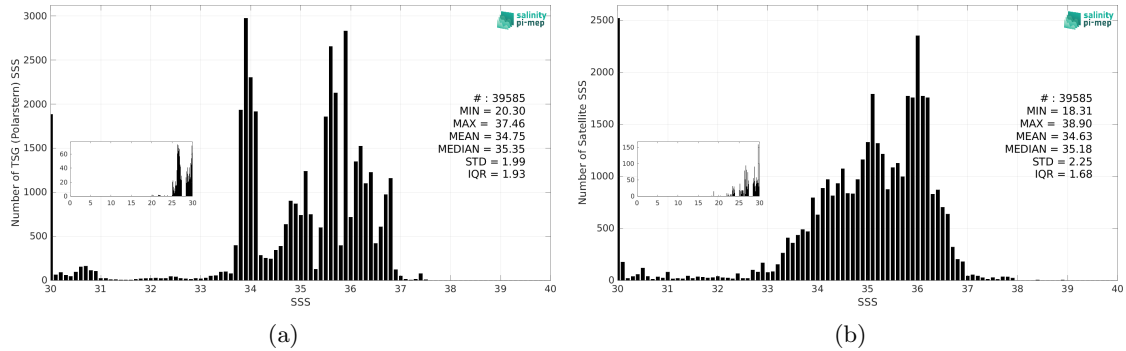 3000
2500
2000
1500
1000
500
0
Number of TSG (Polarstern) SSS
60
40
20
0
0 5 10 15 20 25 30
salinity
pi-mep
# : 39585
MIN = 20.30
MAX = 37.46
MEAN = 34.75
MEDIAN = 35.35
STD = 1.99
IQR = 1.93
30 31 32 33 34 35 36 37 38 39 40
SSS
(a)
2500
2000
1500
1000
500
0
Number of Satellite SSS
150
100
50
0
0 5 10 15 20 25 30
salinity
pi-mep
# : 39585
MIN = 18.31
MAX = 38.90
MEAN = 34.63
MEDIAN = 35.18
STD = 2.25
IQR = 1.68
30 31 32 33 34 35 36 37 38 39 40
SSS
(b)